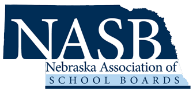 NASB
Nebraska Association of
SCHOOL BOARDS